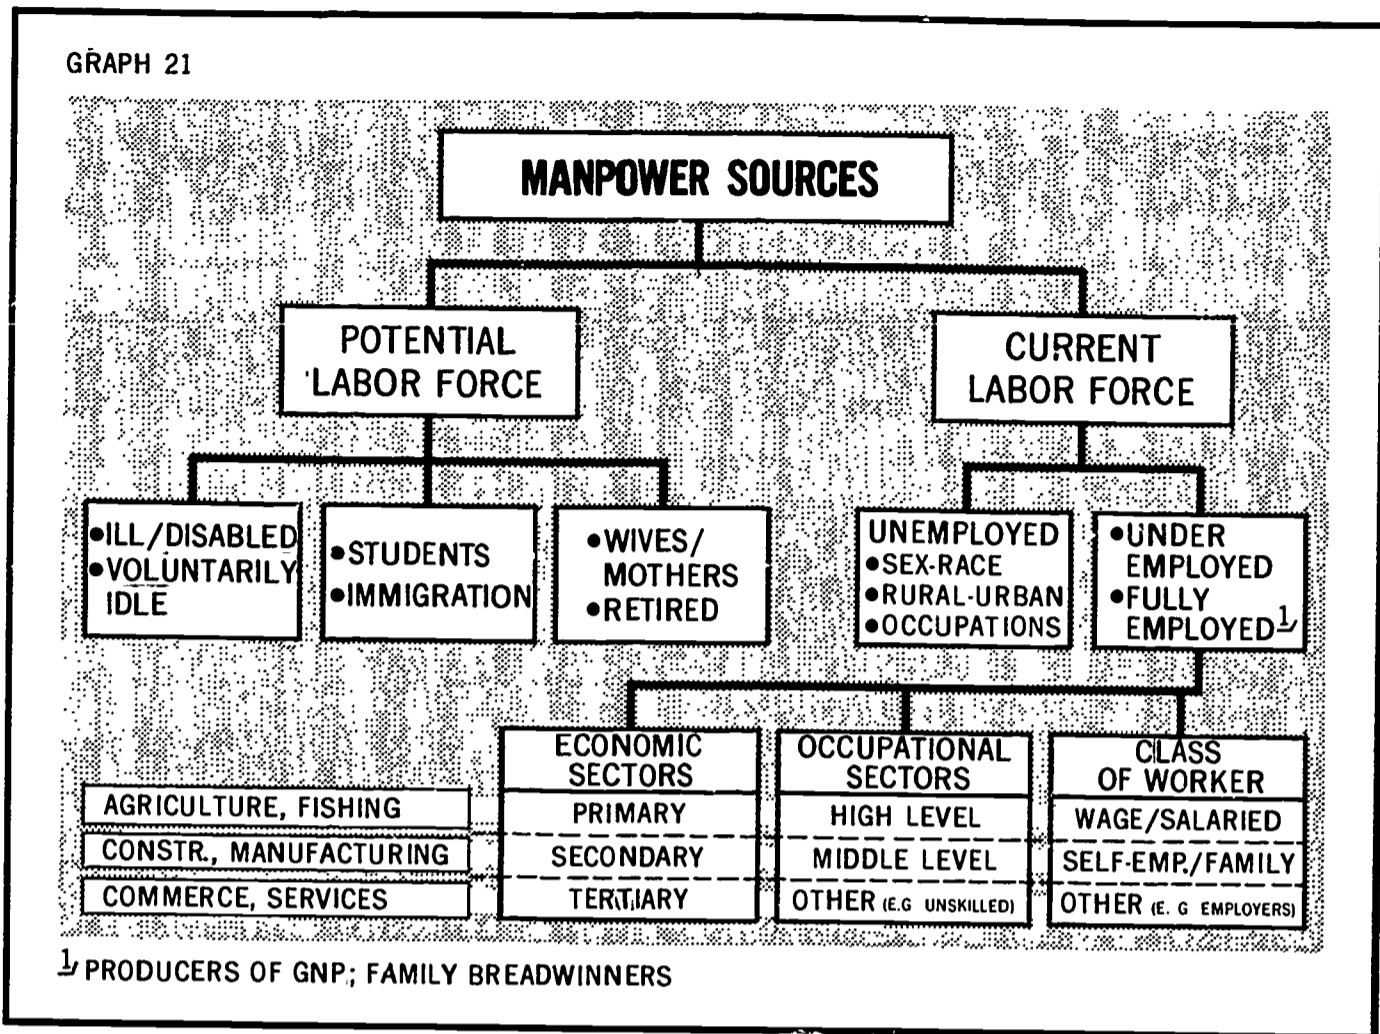 GRAPH 21
MANPOWER SOURCES
POTENTIAL
LABOR FORCE
CURRENT
LABOR FORCE
●ILL/DISABLED
●VOLUNTARILY
IDLE
●STUDENTS
●IMMIGRATION
●WIVES/
MOTHERS
●RETIRED
UNEMPLOYED
●SEX-RACE
●RURAL-URBAN
●OCCUPATIONS
●UNDER
EMPLOYED
●FULLY
EMPLOYED 1/
ECONOMIC
SECTORS
PRIMARY
SECONDARY
TERTIARY
OCCUPATIONAL
SECTORS
HIGH LEVEL
MIDDLE LEVEL
OTHER (E.G UNSKILLED)
CLASS
OF WORKER
WAGE/SALARIED
SELF-EMP./FAMILY
OTHER (E. G EMPLOYERS)
AGRICULTURE, FISHING
CONSTR., MANUFACTURING
COMMERCE, SERVICES
1/ PRODUCERS OF GNP; FAMILY BREADWINNERS